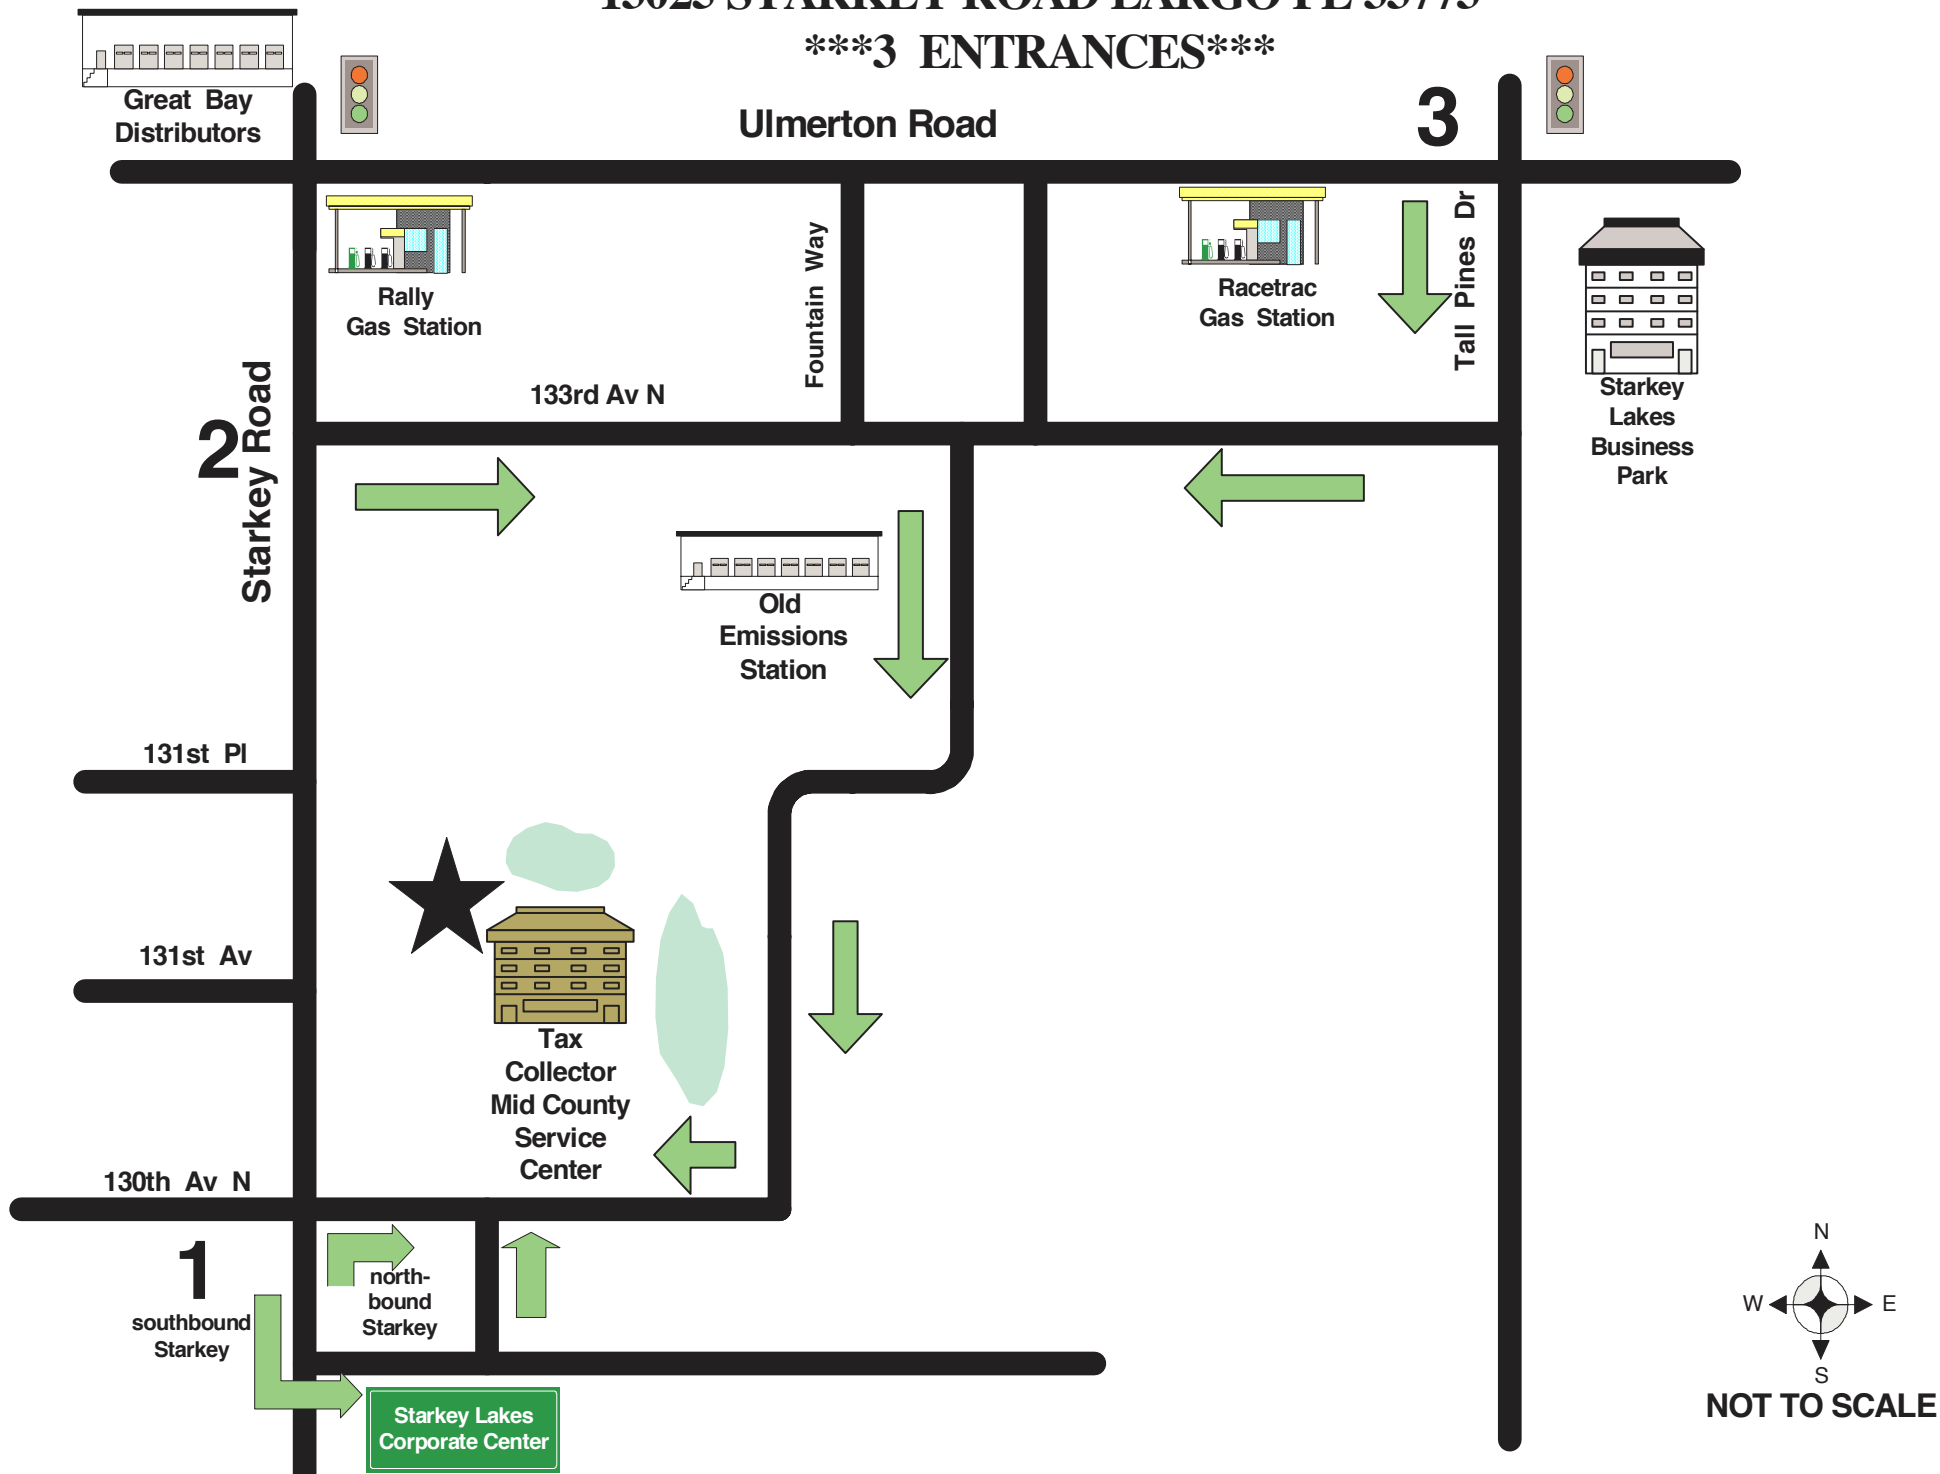 ***3 ENTRANCES***
Great Bay
Distributors
Ulmerton Road
3
Rally
Gas Station
Fountain Way
Racetrac
Gas Station
Tall Pines Dr
Starkey
Lakes
Business
Park
133rd Av N
2
Starkey Road
Old
Emissions
Station
131st Pl
131st Av
Tax
Collector
Mid County
Service
Center
130th Av N
1
southbound
Starkey
north-
bound
Starkey
Starkey Lakes
Corporate Center
N
W
E
S
NOT TO SCALE